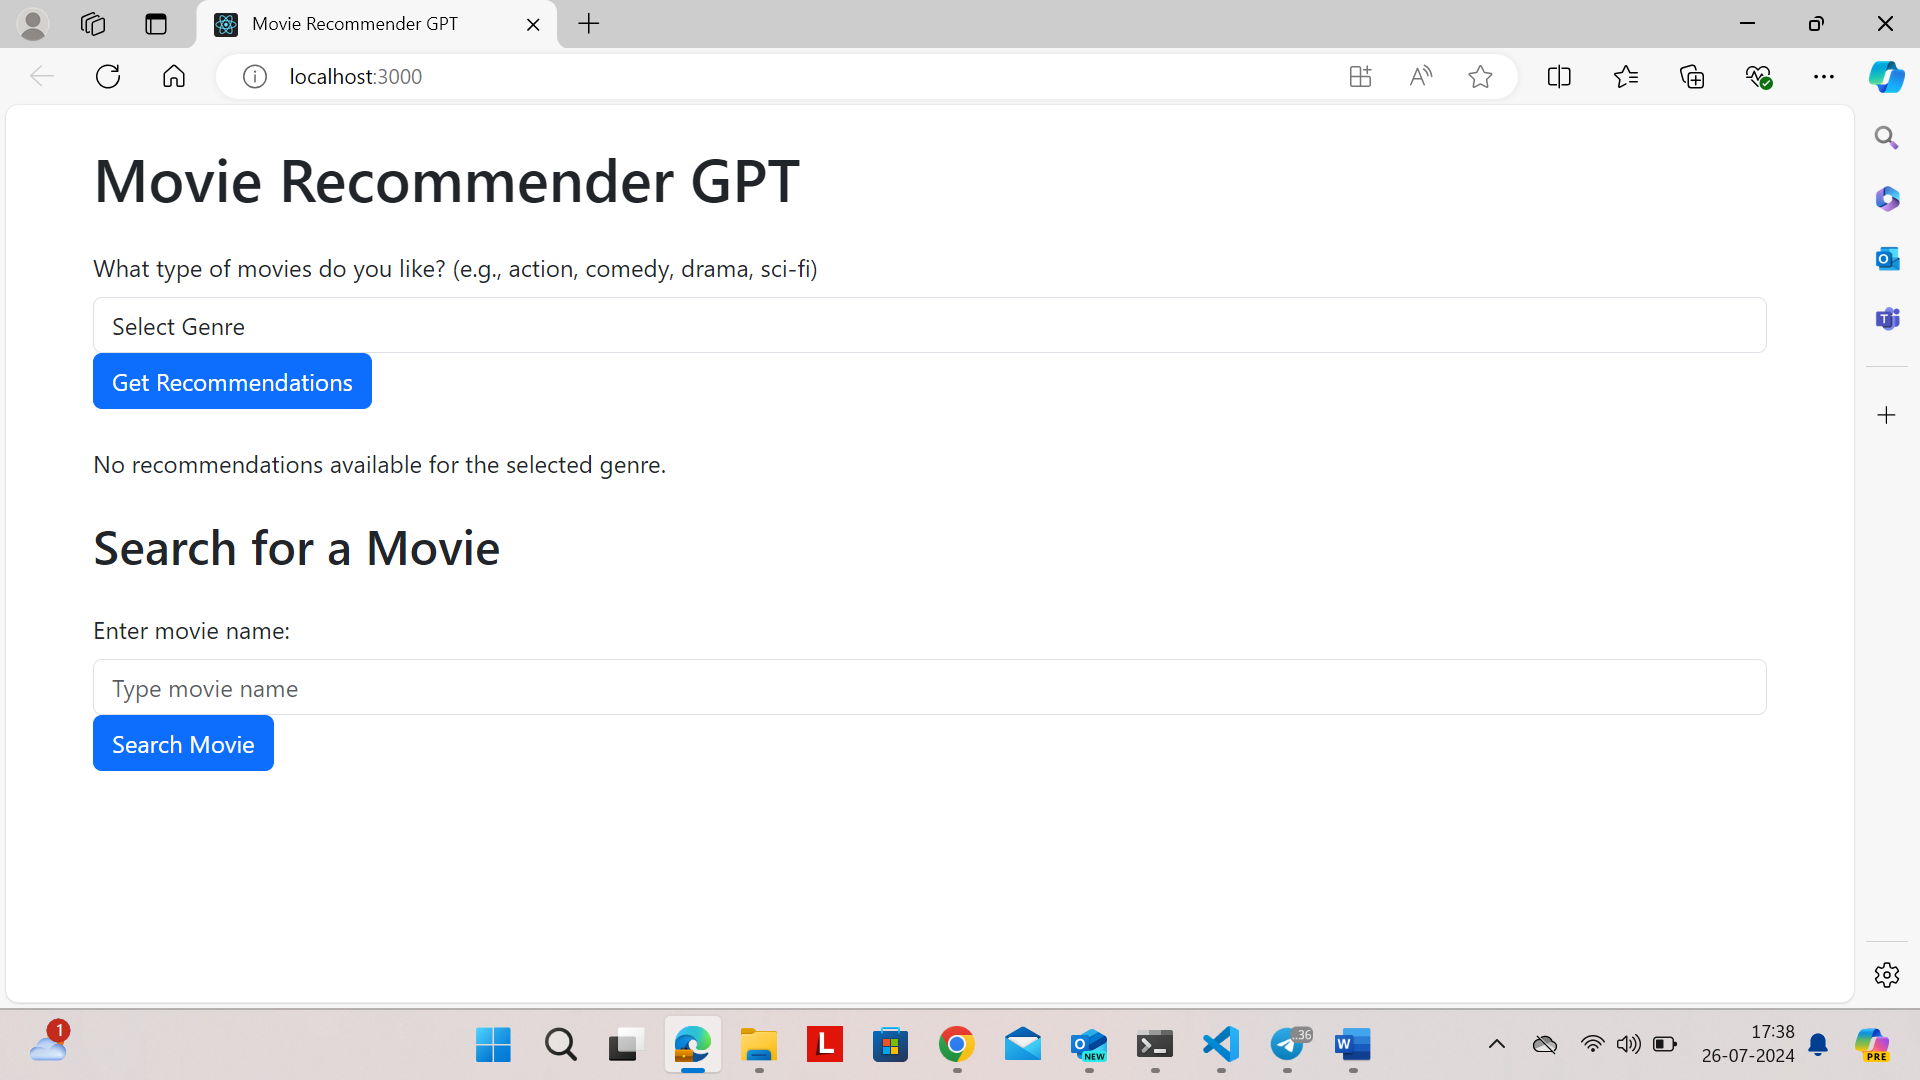 Movie Recommender GPT
localhost:3000
Movie Recommender GPT
What type of movies do you like? (e.g., action, comedy, drama, sci-fi)
Select Genre
Get Recommendations
No recommendations available for the selected genre.
Search for a Movie
Enter movie name:
Type movie name
Search Movie
1
L
O
NEW
..36
W
17:38
26-07-2024
PRE